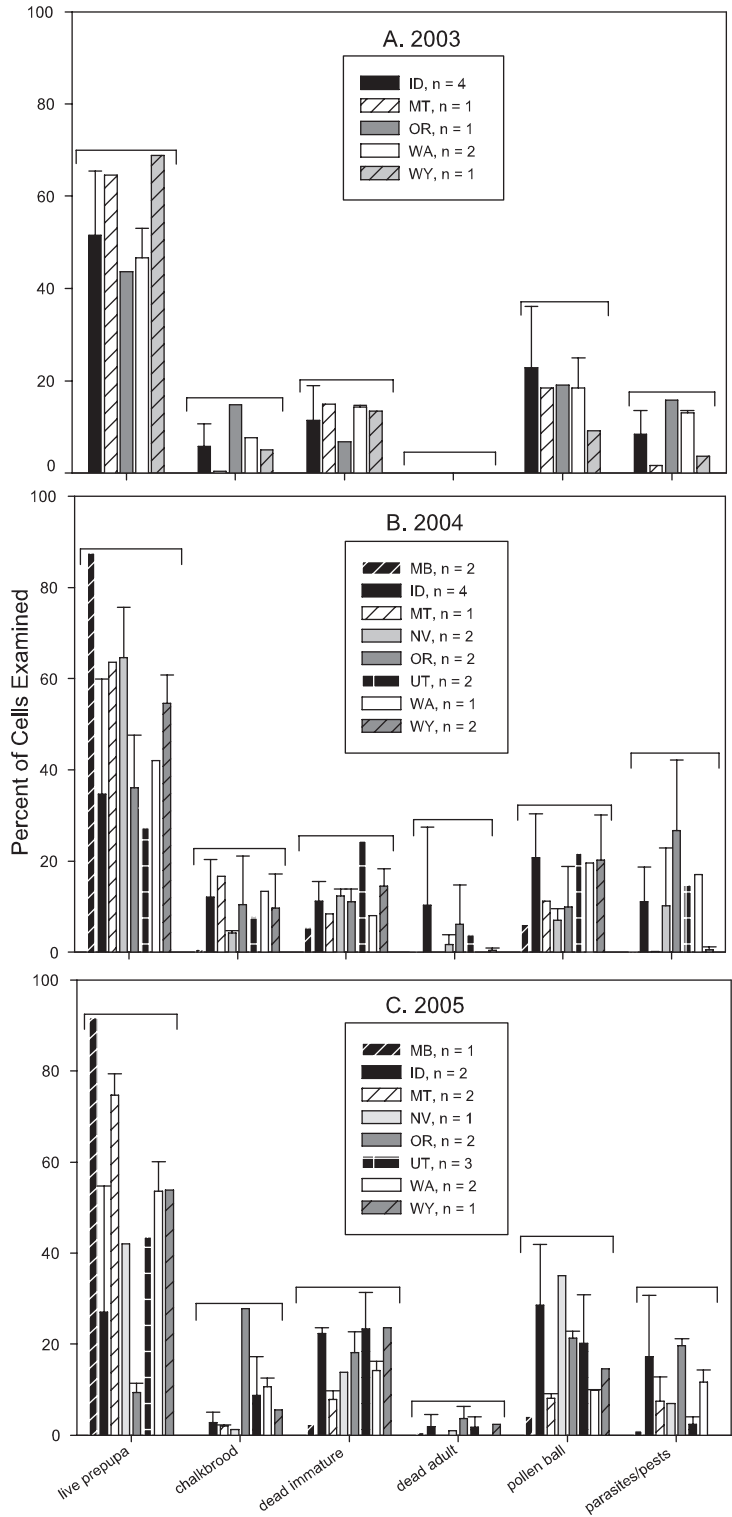 100
A. 2003
ID, n = 4
MT, n = 1
OR, n = 1
WA, n = 2
WY, n = 1
80
60
40
20
0
100
B. 2004
MB, n = 2
ID, n = 4
MT, n = 1
NV, n = 2
OR, n = 2
UT, n = 2
WA, n = 1
WY, n = 2
80
60
40
20
0
Percent of Cells Examined
100
C. 2005
MB, n = 1
ID, n = 2
MT, n = 2
NV, n = 1
OR, n = 2
UT, n = 3
WA, n = 2
WY, n = 1
80
60
40
20
0
live prepupa
chalkbrood
dead immature
dead adult
pollen ball
parasites/pests